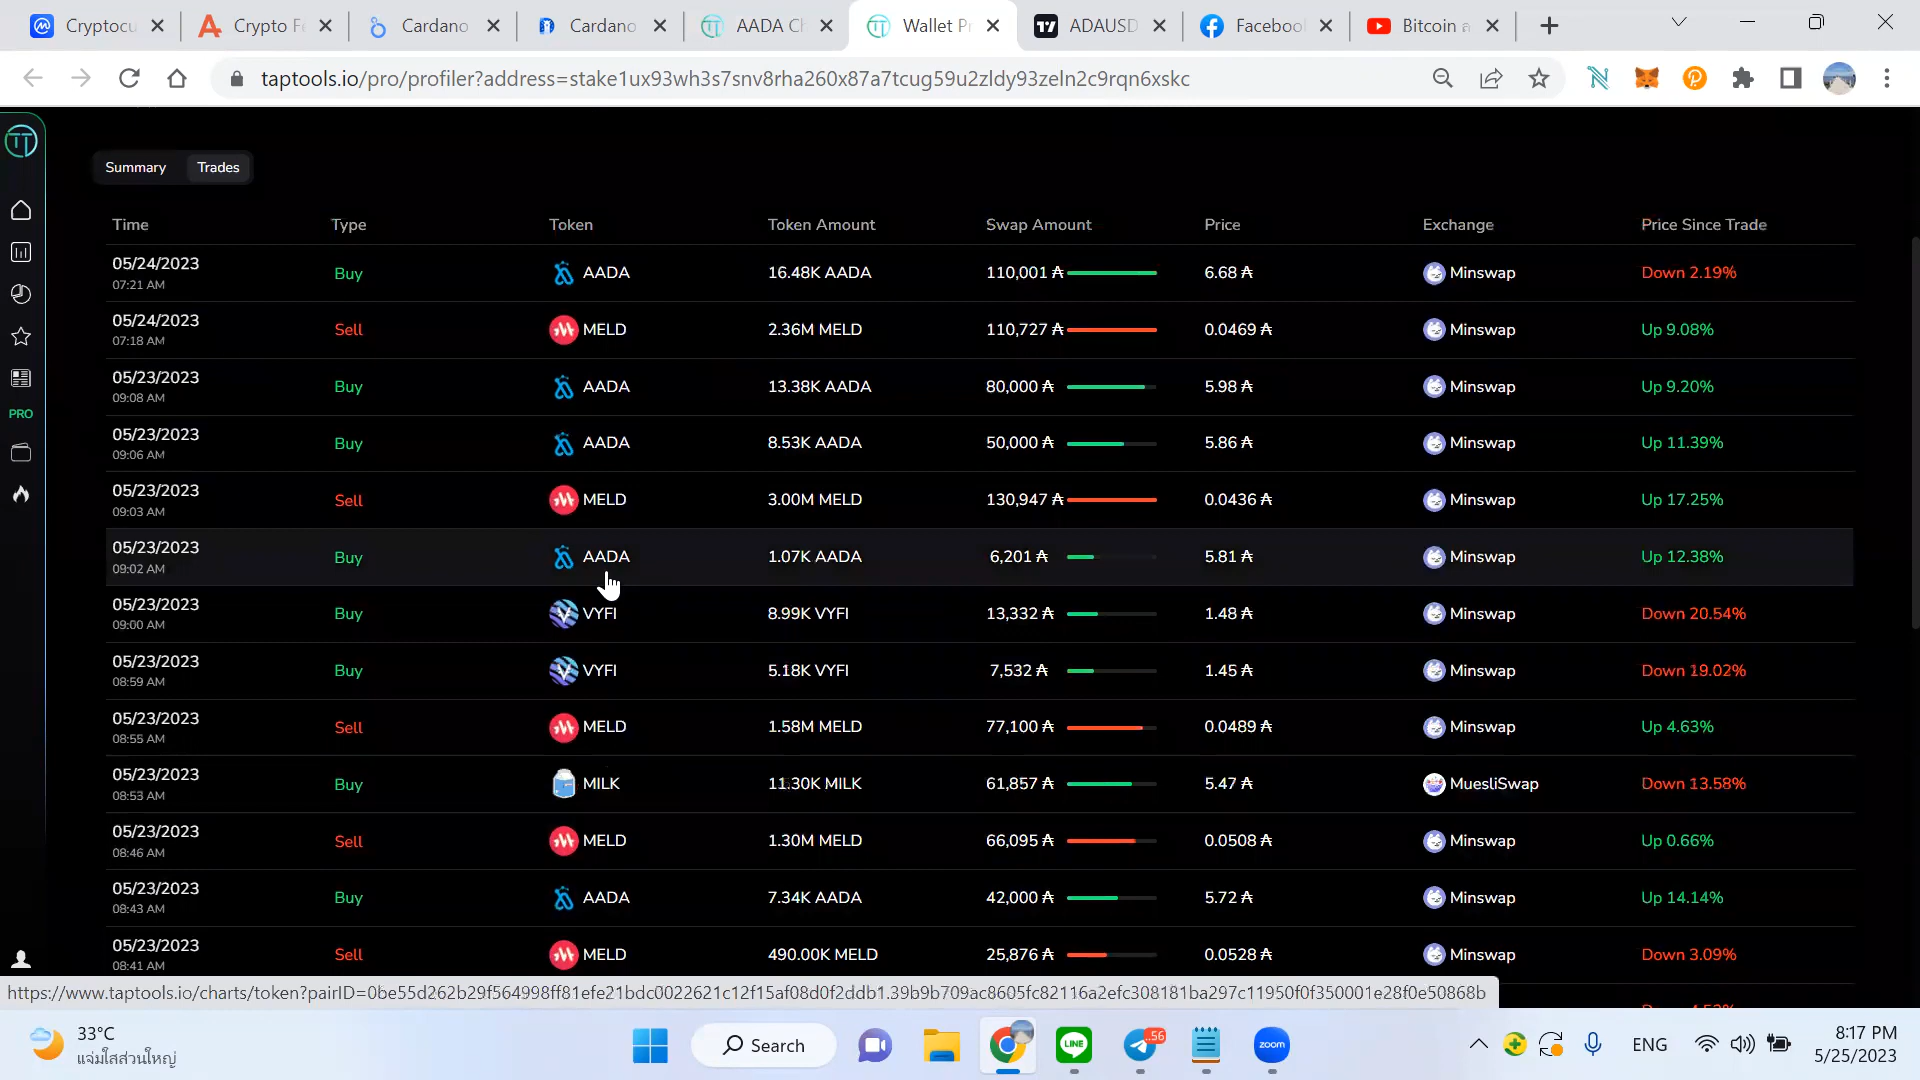 Cryptocu
Crypto F
Cardano
Cardano
AADA C
Wallet P
ADAUSD
Facebool
Bitcoin
taptools.io/pro/profiler?address=stake1ux93wh3s7snv8rha260x87a7tcug59u2zldy93zeln2c9rqn6xskc
Summary Trades
Time Type Token Token Amount Swap Amount Price Exchange Price Since Trade
05/24/2023 Buy AADA 16.48K AADA 110,001 ₳ 6.68 ₳ Minswap Down 2.19%
07:21 AM
05/24/2023 Sell MELD 2.36M MELD 110,727 ₳ 0.0469 ₳ Minswap Up 9.08%
07:18 AM
05/23/2023 Buy AADA 13.38K AADA 80,000 ₳ 5.98 ₳ Minswap Up 9.20%
09:08 AM
PRO
05/23/2023 Buy AADA 8.53K AADA 50,000 ₳ 5.86 ₳ Minswap Up 11.39%
09:06 AM
05/23/2023 Sell MELD 3.00M MELD 130,947 ₳ 0.0436 ₳ Minswap Up 17.25%
09:03 AM
05/23/2023 Buy AADA 1.07K AADA 6,201 ₳ 5.81 ₳ Minswap Up 12.38%
09:02 AM
05/23/2023 Buy VYFI 8.99K VYFI 13,332 ₳ 1.48 ₳ Minswap Down 20.54%
09:00 AM
05/23/2023 Buy VYFI 5.18K VYFI 7,532 ₳ 1.45 ₳ Minswap Down 19.02%
08:59 AM
05/23/2023 Sell MELD 1.58M MELD 77,100 ₳ 0.0489 ₳ Minswap Up 4.63%
08:55 AM
05/23/2023 Buy MILK 11.30K MILK 61,857 ₳ 5.47 ₳ MuesliSwap Down 13.58%
08:53 AM
05/23/2023 Sell MELD 1.30M MELD 66,095 ₳ 0.0508 ₳ Minswap Up 0.66%
08:46 AM
05/23/2023 Buy AADA 7.34K AADA 42,000 ₳ 5.72 ₳ Minswap Up 14.14%
08:43 AM
05/23/2023 Sell MELD 490.00K MELD 25,876 ₳ 0.0528 ₳ Minswap Down 3.09%
08:41 AM
https://www.taptools.io/charts/token?pairID=0be55d262b29f564998ff81efe21bdc0022621c12f15af08d0f2ddb1.39b9b709ac8605fc82116a2efc308181ba297c11950f0f350001e28f0e50868b
33°C
แจ่มใสส่วนใหญ่
Search
LINE
56
zoom
ENG
8:17 PM
5/25/2023